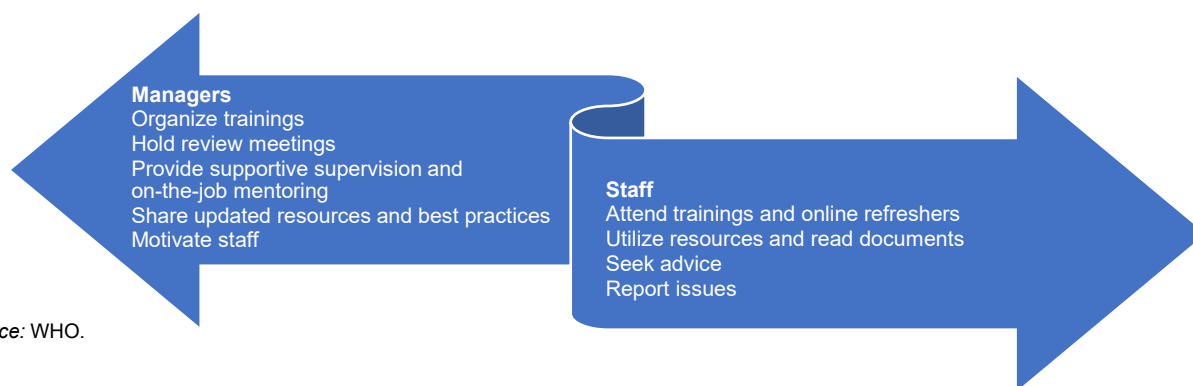 Managers
Organize trainings
Hold review meetings
Provide supportive supervision and
on-the-job mentoring
Share updated resources and best practices
Motivate staff
Staff
Attend trainings and online refreshers
Utilize resources and read documents
Seek advice
Report issues
ce: WHO.